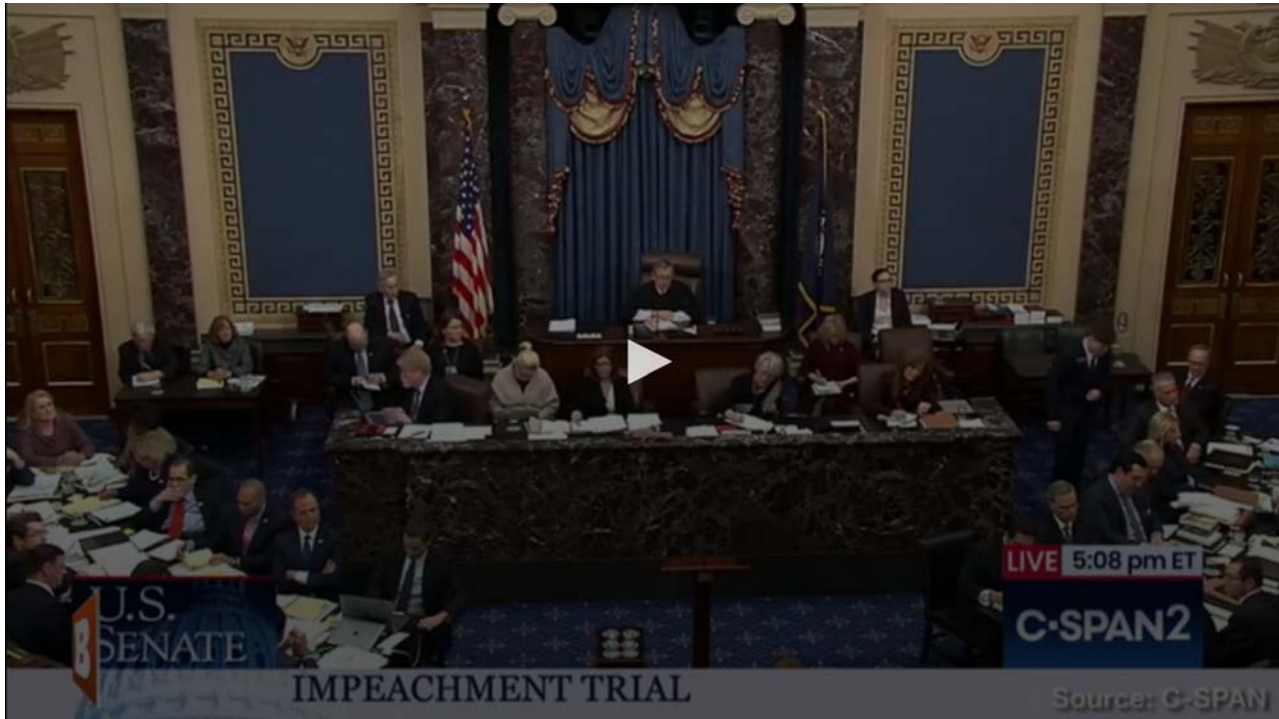 LIVE 5:08 pm ET
C·SPAN2
U.S.
SENATE
B
IMPEACHMENT TRIAL
Source: C-SPAN